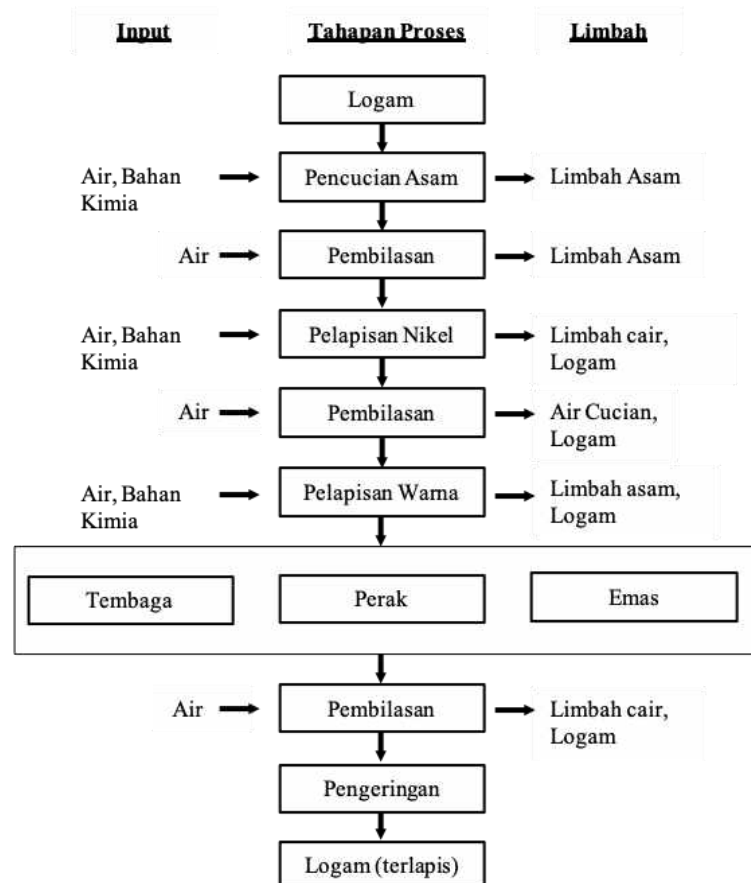 Input Tahapan Proses Limbah
Logam
Air, Bahan
Kimia
Pencucian Asam
Limbah Asam
Air
Pembilasan
Limbah Asam
Air, Bahan
Kimia
Pelapisan Nikel
Limbah cair,
Logam
Air
Pembilasan
Air Cucian,
Logam
Air, Bahan
Kimia
Pelapisan Warna
Limbah asam,
Logam
Tembaga
Perak
Emas
Air
Pembilasan
Limbah cair,
Logam
Pengeringan
Logam (terlapis)